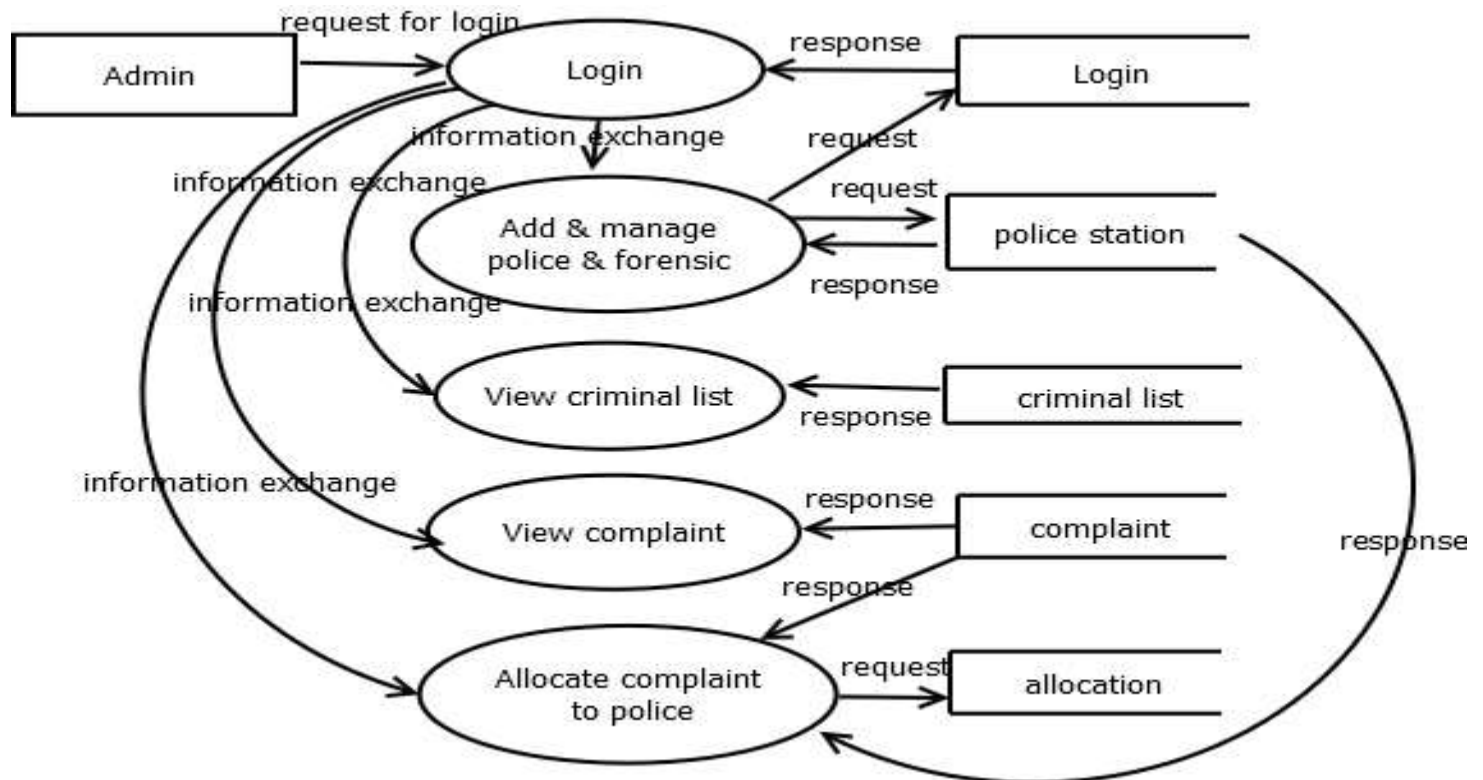 request for login
Admin
Login
response
Login
information exchange
request
information exchange
request
Add & manage
police & forensic
police station
response
information exchange
View criminal list
criminal list
response
information exchange
View complaint
response
complaint
response
response
Allocate complaint
to police
request
allocation